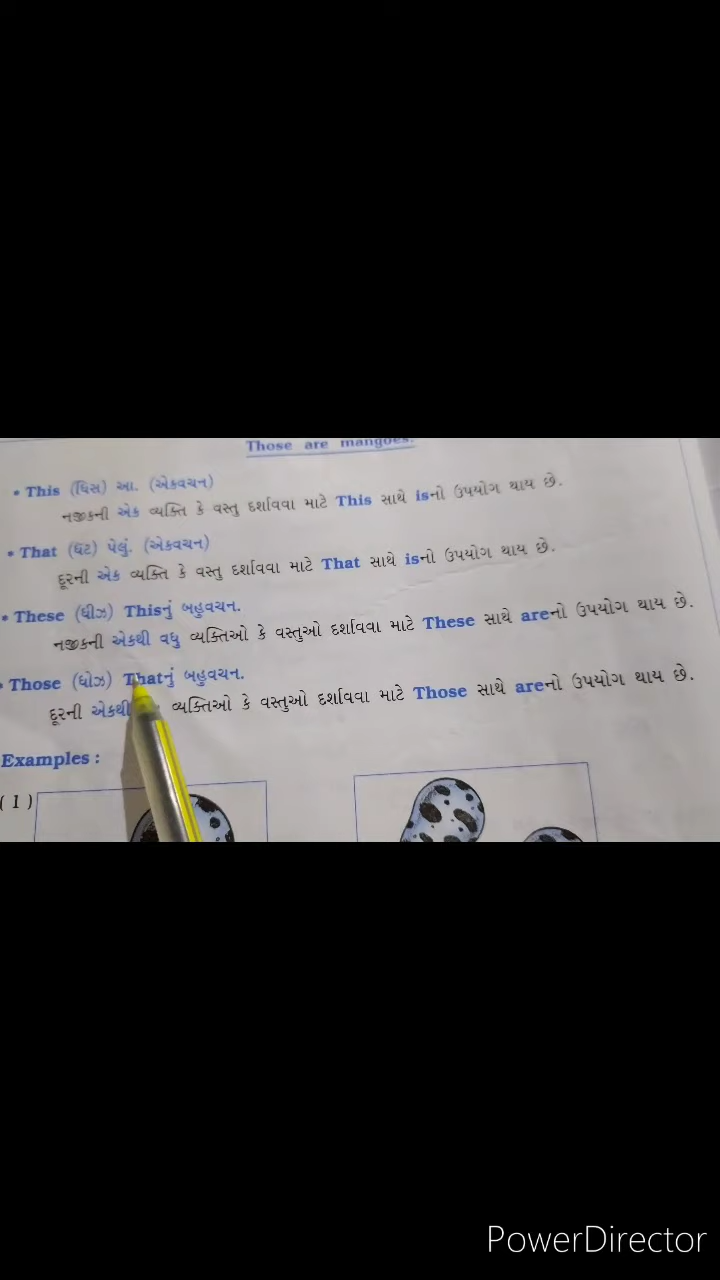 Those are mangoes.
• This (ધિસ) આ. (એકવચન)
નજીકની એક વ્યક્તિ કે વસ્તુ દર્શાવવા માટે This સાથે isનો ઉપયોગ થાય છે.
• That (ધૅટ) પેલું. (એકવચન)
દૂરની એક વ્યક્તિ કે વસ્તુ દર્શાવવા માટે That સાથે isનો ઉપયોગ થાય છે.
• These (ધીઝ) Thisનું બહુવચન.
નજીકની એકથી વધુ વ્યક્તિઓ કે વસ્તુઓ દર્શાવવા માટે These સાથે areનો ઉપયોગ થાય છે.
• Those (ધોઝ) Thatનું બહુવચન.
દૂરની એકથી વ્યક્તિઓ કે વસ્તુઓ દર્શાવવા માટે Those સાથે areનો ઉપયોગ થાય છે.
Examples :
( 1 )
PowerDirector